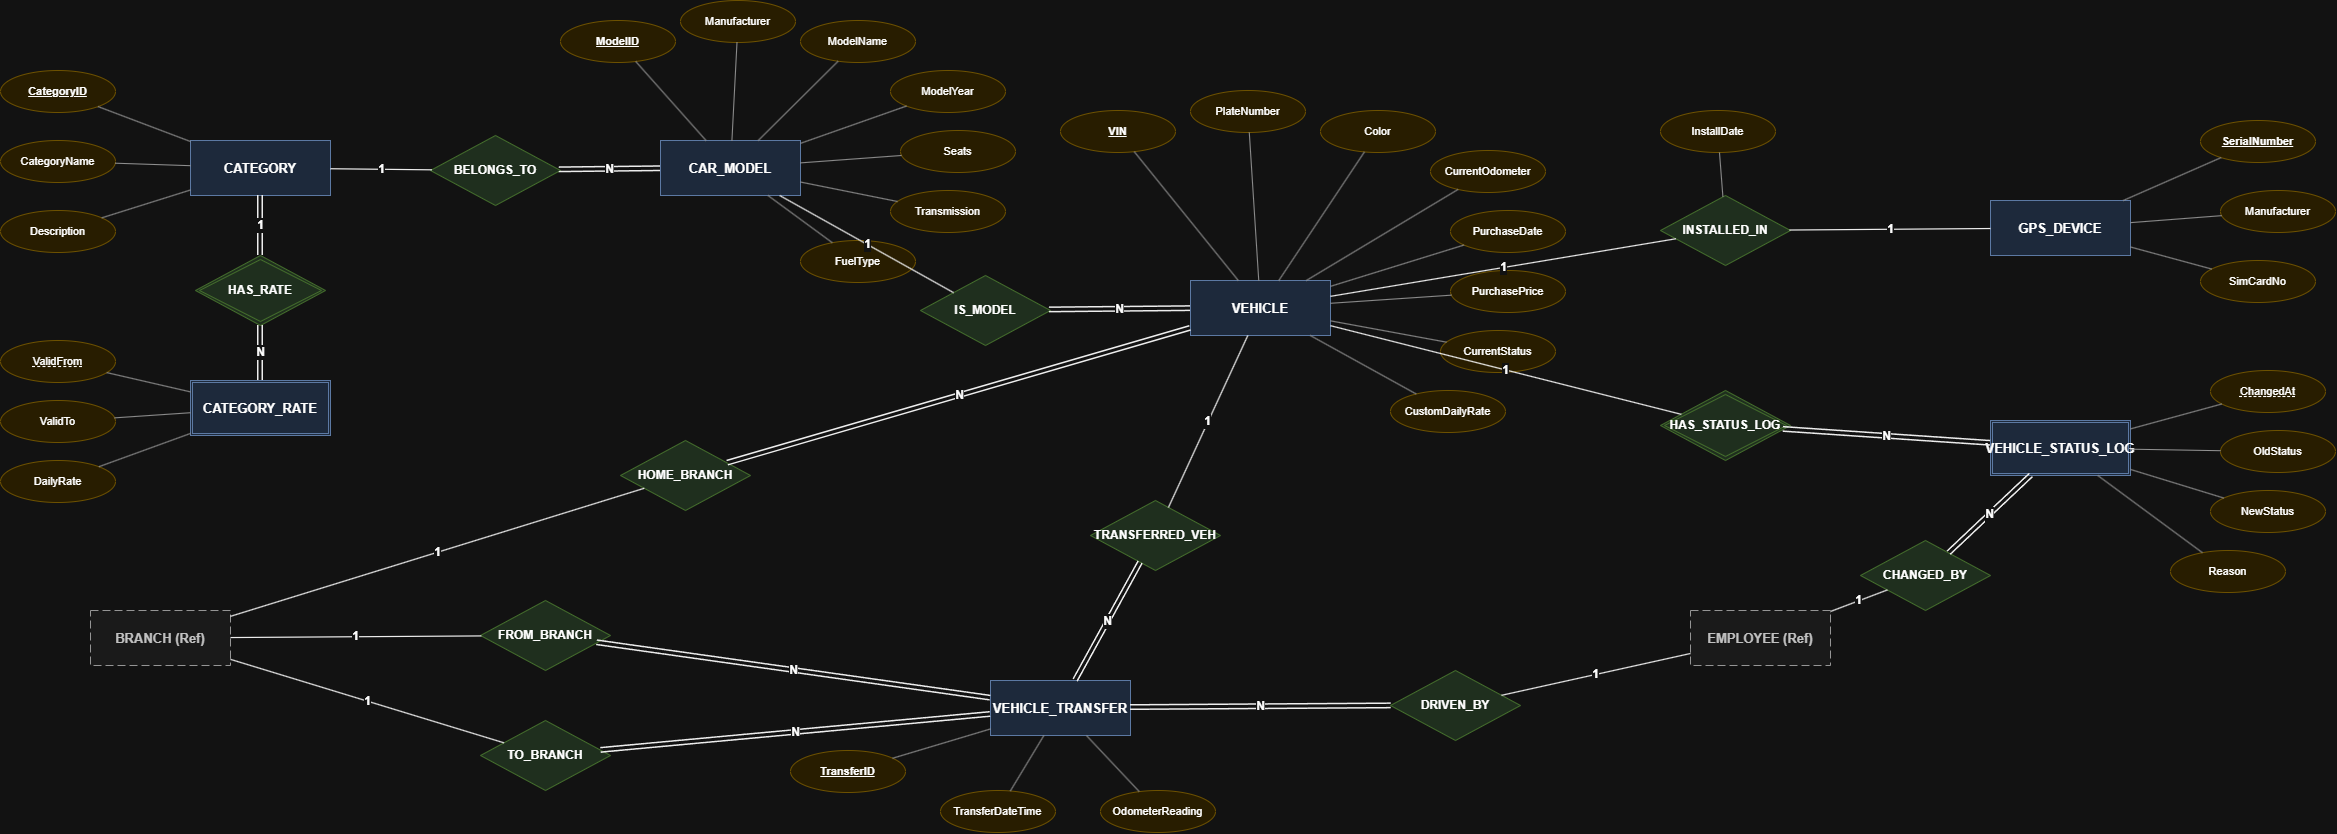 Manufacturer
ModelID
ModelName
CategoryID
ModelYear
PlateNumber
VIN
Color
InstallDate
SerialNumber
CategoryName
CATEGORY
1
BELONGS_TO
N
CAR_MODEL
Seats
CurrentOdometer
Description
1
Transmission
PurchaseDate
INSTALLED_IN
1
GPS_DEVICE
Manufacturer
1
FuelType
1
HAS_RATE
PurchasePrice
SimCardNo
IS_MODEL
N
VEHICLE
ValidFrom
N
CurrentStatus
1
ChangedAt
ValidTo
CATEGORY_RATE
N
1
CustomDailyRate
HAS_STATUS_LOG
N
VEHICLE_STATUS_LOG
OldStatus
DailyRate
HOME_BRANCH
NewStatus
N
1
TRANSFERRED_VEH
CHANGED_BY
Reason
1
BRANCH (Ref)
1
FROM_BRANCH
N
N
EMPLOYEE (Ref)
1
1
TO_BRANCH
N
VEHICLE_TRANSFER
N
DRIVEN_BY
1
TransferID
TransferDateTime
OdometerReading